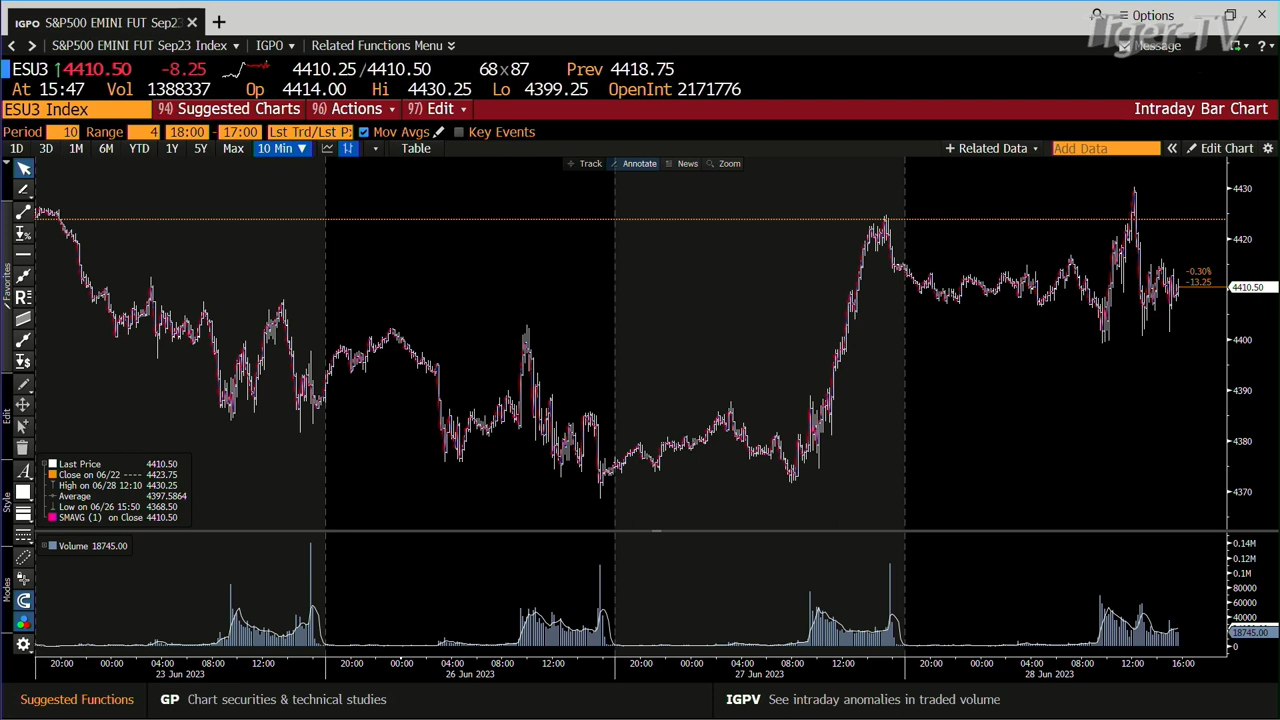 IGPO S&P500 EMINI FUT Sep23
Options
Tiger-TV
S&P500 EMINI FUT Sep23 Index IGPO Related Functions Menu
Message
ESU3 ↑4410.50 -8.25 4410.25/4410.50 68x87 Prev 4418.75
At 15:47 Vol 1388337 Op 4414.00 Hi 4430.25 Lo 4399.25 OpenInt 2171776
ESU3 Index 94) Suggested Charts 96) Actions 97) Edit Intraday Bar Chart
Period 10 Range 4 18:00 - 17:00 Lst Trd/Lst P: Mov Avgs Key Events
1D 3D 1M 6M YTD 1Y 5Y Max 10 Min Table + Related Data Add Data « Edit Chart
Track Annotate News Zoom
4430
4420
-0.30%
-13.25
4410.50
4400
4390
4380
4370
Favorites
Edit
Style
Modes
Last Price 4410.50
Close on 06/22 ---- 4423.75
High on 06/28 12:10 4430.25
Average 4397.5864
Low on 06/26 15:50 4368.50
SMAVG (1) on Close 4410.50
Volume 18745.00
0.14M
0.12M
0.1M
80000
60000
40000
18745.00
0
20:00 00:00 04:00 08:00 12:00 20:00 00:00 04:00 08:00 12:00 20:00 00:00 04:00 08:00 12:00 20:00 00:00 04:00 08:00 12:00 16:00
23 Jun 2023 26 Jun 2023 27 Jun 2023 28 Jun 2023
Suggested Functions GP Chart securities & technical studies IGPV See intraday anomalies in traded volume